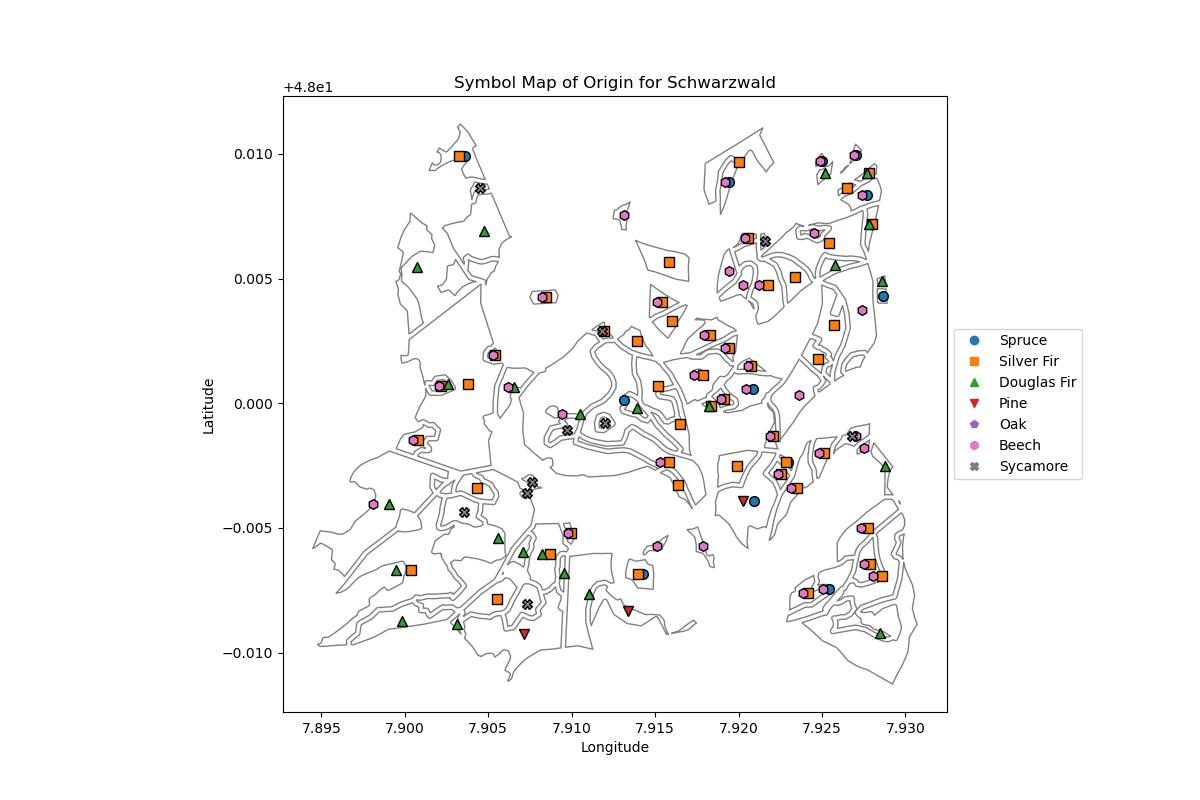 Symbol Map of Origin for Schwarzwald
+4.8e1
0.010
0.005
0.000
−0.005
−0.010
Latitude
7.895 7.900 7.905 7.910 7.915 7.920 7.925 7.930
Longitude
Spruce
Silver Fir
Douglas Fir
Pine
Oak
Beech
Sycamore